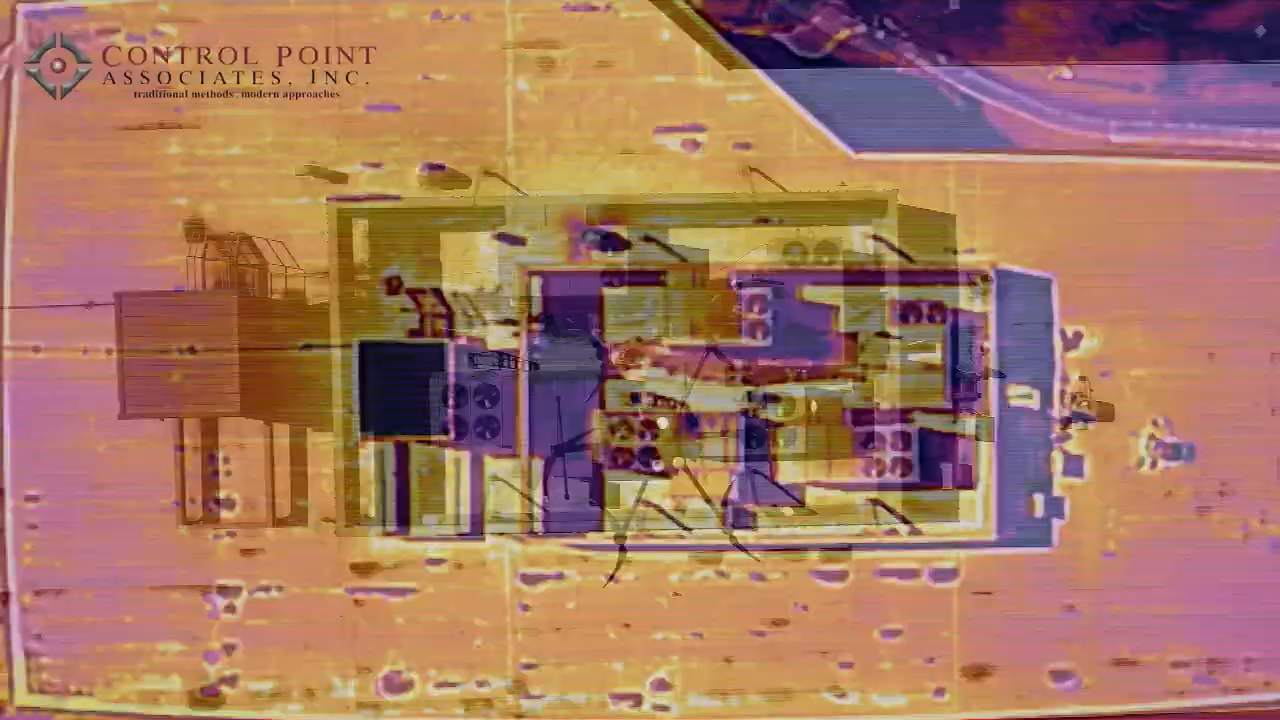 CONTROL POINT
ASSOCIATES, INC.
traditional methods modern approaches